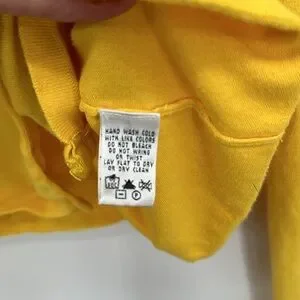 HAND WASH COLD
WITH LIKE COLORS
DO NOT BLEACH
DO NOT WRING
OR TWIST
LAY FLAT TO DRY
OR DRY CLEAN
P